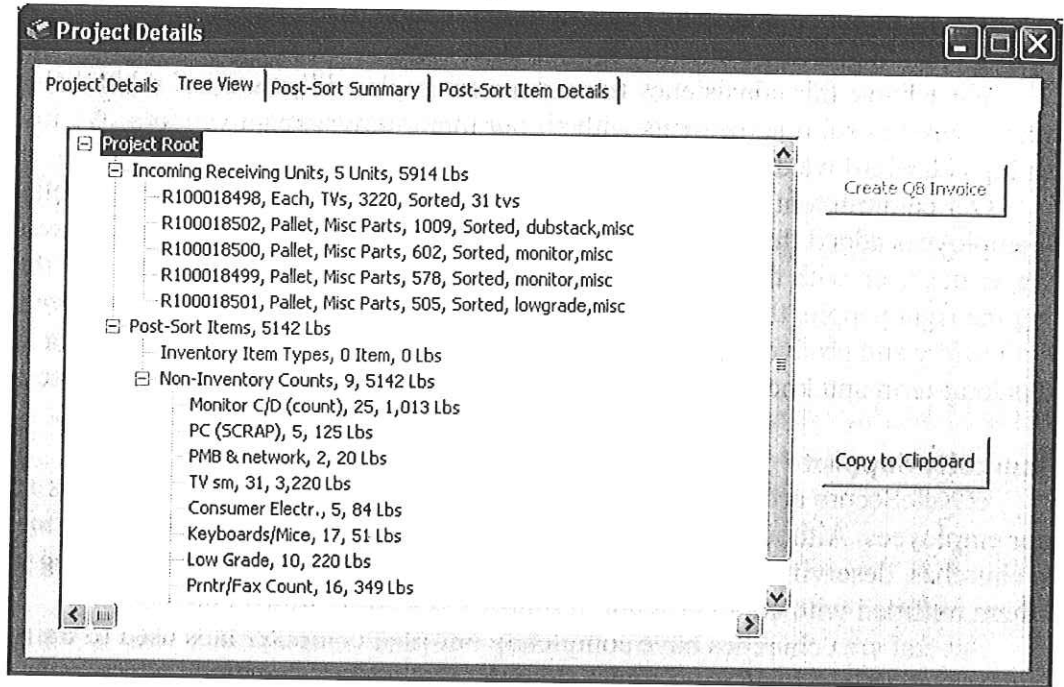 Project Details
Project Details Tree View Post-Sort Summary Post-Sort Item Details
Project Root
Incoming Receiving Units, 5 Units, 5914 Lbs
R100018498, Each, TVs, 3220, Sorted, 31 tvs
R100018502, Pallet, Misc Parts, 1009, Sorted, dubstack,misc
R100018500, Pallet, Misc Parts, 602, Sorted, monitor,misc
R100018499, Pallet, Misc Parts, 578, Sorted, monitor,misc
R100018501, Pallet, Misc Parts, 505, Sorted, lowgrade,misc
Post-Sort Items, 5142 Lbs
Inventory Item Types, 0 Item, 0 Lbs
Non-Inventory Counts, 9, 5142 Lbs
Monitor C/D (count), 25, 1,013 Lbs
PC (SCRAP), 5, 125 Lbs
PMB & network, 2, 20 Lbs
TV sm, 31, 3,220 Lbs
Consumer Electr., 5, 84 Lbs
Keyboards/Mice, 17, 51 Lbs
Low Grade, 10, 220 Lbs
Prntr/Fax Count, 16, 349 Lbs
Create QB Invoice
Copy to Clipboard